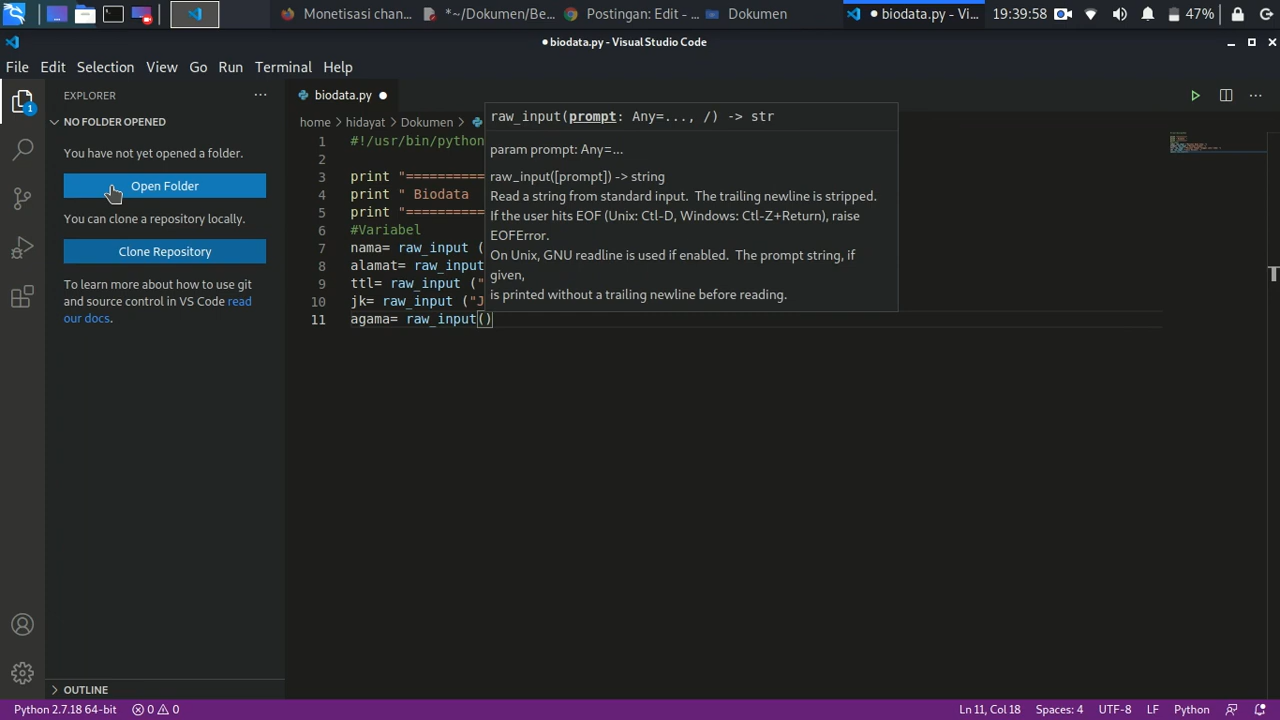 Monetisasi chan...
*~/Dokumen/Be...
Postingan: Edit - ...
Dokumen
● biodata.py - Vi...
19:39:58
47%
● biodata.py - Visual Studio Code
File Edit Selection View Go Run Terminal Help
EXPLORER
NO FOLDER OPENED
You have not yet opened a folder.
Open Folder
You can clone a repository locally.
Clone Repository
To learn more about how to use git
and source control in VS Code read
our docs.
OUTLINE
1
biodata.py ●
home > hidayat > Dokumen >
1 #!/usr/bin/python
2
3 print "==========
4 print " Biodata
5 print "==========
6 #Variabel
7 nama= raw_input (
8 alamat= raw_input
9 ttl= raw_input ("
10 jk= raw_input ("J
11 agama= raw_input()
raw_input(prompt: Any=..., /) -> str
param prompt: Any=...
raw_input([prompt]) -> string
Read a string from standard input. The trailing newline is stripped.
If the user hits EOF (Unix: Ctl-D, Windows: Ctl-Z+Return), raise
EOFError.
On Unix, GNU readline is used if enabled. The prompt string, if
given,
is printed without a trailing newline before reading.
Python 2.7.18 64-bit 0 0 Ln 11, Col 18 Spaces: 4 UTF-8 LF Python